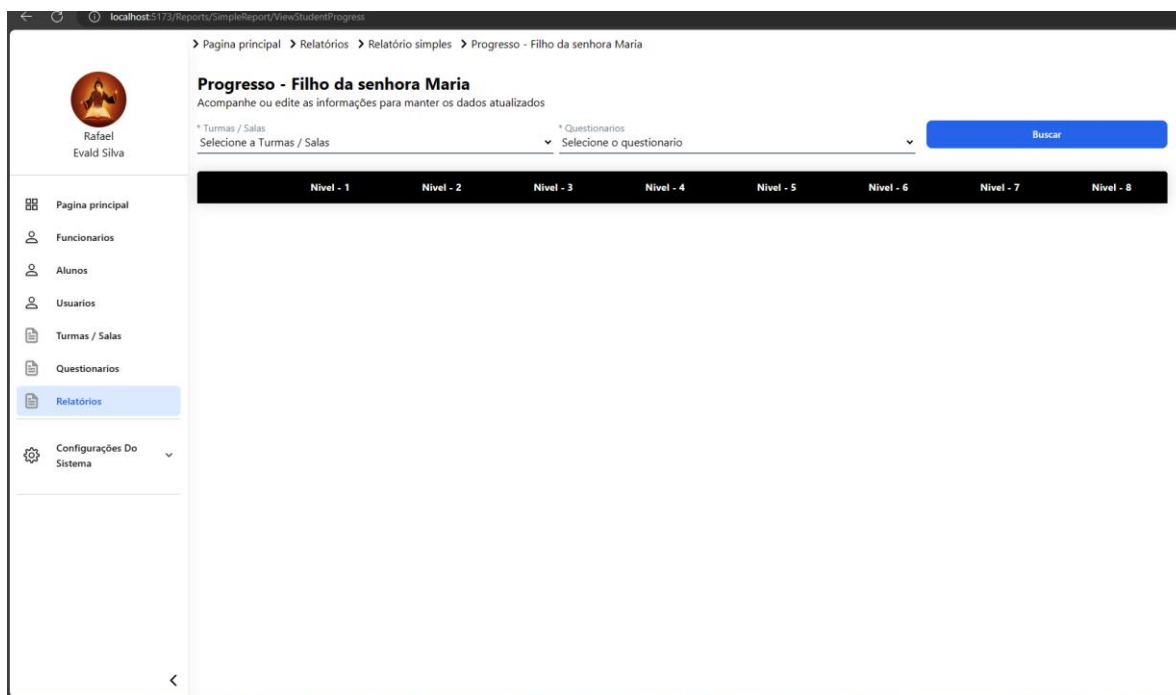 localhost:5173/Reports/SimpleReport/ViewStudentProgress
Pagina principal Relatórios Relatório simples Progresso - Filho da senhora Maria
Rafael
Evald Silva
Pagina principal
Funcionarios
Alunos
Usuarios
Turmas / Salas
Questionarios
Relatórios
Configurações Do
Sistema
Progresso - Filho da senhora Maria
Acompanhe ou edite as informações para manter os dados atualizados
* Turmas / Salas
Selecione a Turmas / Salas
* Questionarios
Selecione o questionario
Buscar
Nivel - 1 Nivel - 2 Nivel - 3 Nivel - 4 Nivel - 5 Nivel - 6 Nivel - 7 Nivel - 8